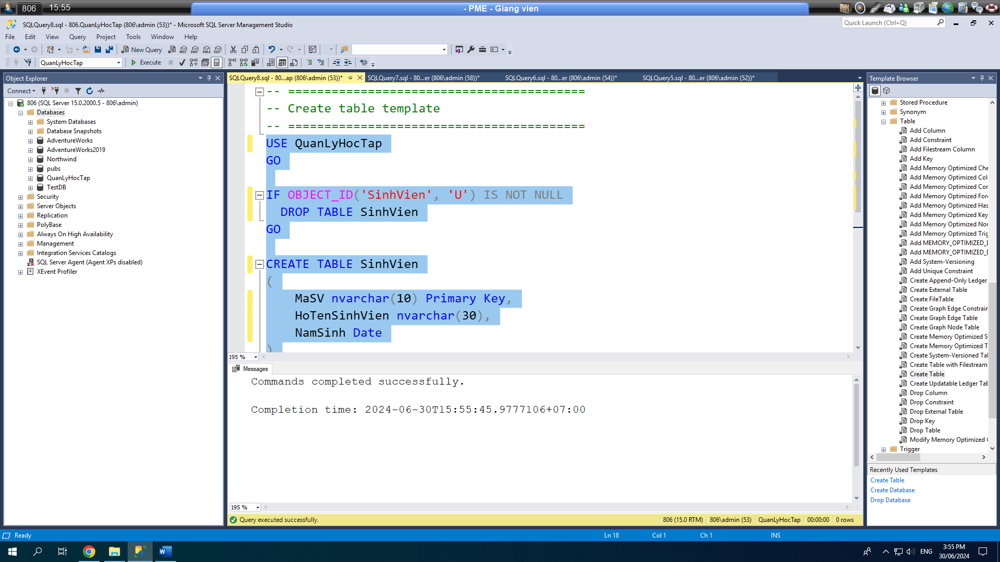 806
15:55
- PME - Giang vien
SQLQuery8.sql - 806.QuanLyHocTap (806\admin (53))* - Microsoft SQL Server Management Studio
Quick Launch (Ctrl+Q)
File Edit View Query Project Tools Window Help
New Query
MDX DMX XMLA DAX
QuanLyHocTap
Execute
Object Explorer
Connect
806 (SQL Server 15.0.2000.5 - 806\admin)
Databases
System Databases
Database Snapshots
AdventureWorks
AdventureWorks2019
Northwind
pubs
QuanLyHocTap
TestDB
Security
Server Objects
Replication
PolyBase
Always On High Availability
Management
Integration Services Catalogs
SQL Server Agent (Agent XPs disabled)
XEvent Profiler
SQLQuery8.sql - 80...ap (806\admin (53))*
SQLQuery7.sql - 80...er (806\admin (58))*
SQLQuery6.sql - 80...er (806\admin (54))*
SQLQuery5.sql - 80...er (806\admin (52))*
-- =========================================
-- Create table template
-- =========================================
USE QuanLyHocTap
GO
IF OBJECT_ID('SinhVien', 'U') IS NOT NULL
DROP TABLE SinhVien
GO
CREATE TABLE SinhVien
(
MaSV nvarchar(10) Primary Key,
HoTenSinhVien nvarchar(30),
NamSinh Date
)
195 %
Messages
Commands completed successfully.
Completion time: 2024-06-30T15:55:45.9777106+07:00
195 %
Query executed successfully.
806 (15.0 RTM)
806\admin (53)
QuanLyHocTap
00:00:00
0 rows
Template Browser
Stored Procedure
Synonym
Table
Add Column
Add Constraint
Add Filestream Column
Add Key
Add Memory Optimized Che
Add Memory Optimized Col
Add Memory Optimized Cor
Add Memory Optimized Fore
Add Memory Optimized Has
Add Memory Optimized Key
Add Memory Optimized Nor
Add Memory Optimized Trig
Add MEMORY_OPTIMIZED_D
Add MEMORY_OPTIMIZED_D
Add System-Versioning
Add Unique Constraint
Create Append-Only Ledger
Create External Table
Create FileTable
Create Graph Edge Constrain
Create Graph Edge Table
Create Graph Node Table
Create Memory Optimized S
Create Memory Optimized T
Create System-Versioned Tal
Create Table with Filestream
Create Table
Create Updatable Ledger Tab
Drop Column
Drop Constraint
Drop External Table
Drop Key
Drop Table
Modify Memory Optimized C
Trigger
Recently Used Templates
Create Table
Create Database
Drop Database
Ready
Ln 18
Col 1
Ch 1
INS
ENG
3:55 PM
30/06/2024